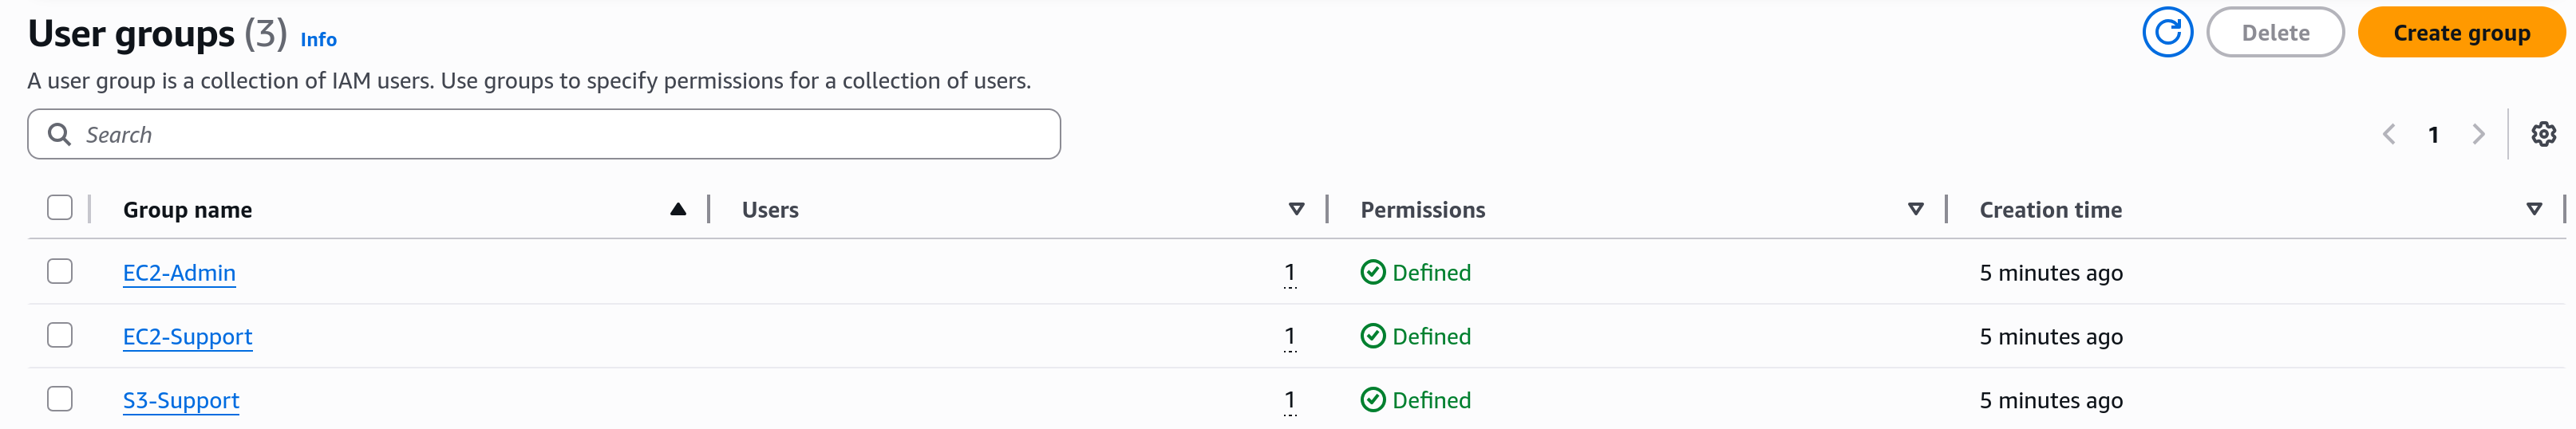 User groups (3) Info
Delete
Create group
A user group is a collection of IAM users. Use groups to specify permissions for a collection of users.
Search
1
Group name Users Permissions Creation time
EC2-Admin 1 Defined 5 minutes ago
EC2-Support 1 Defined 5 minutes ago
S3-Support 1 Defined 5 minutes ago